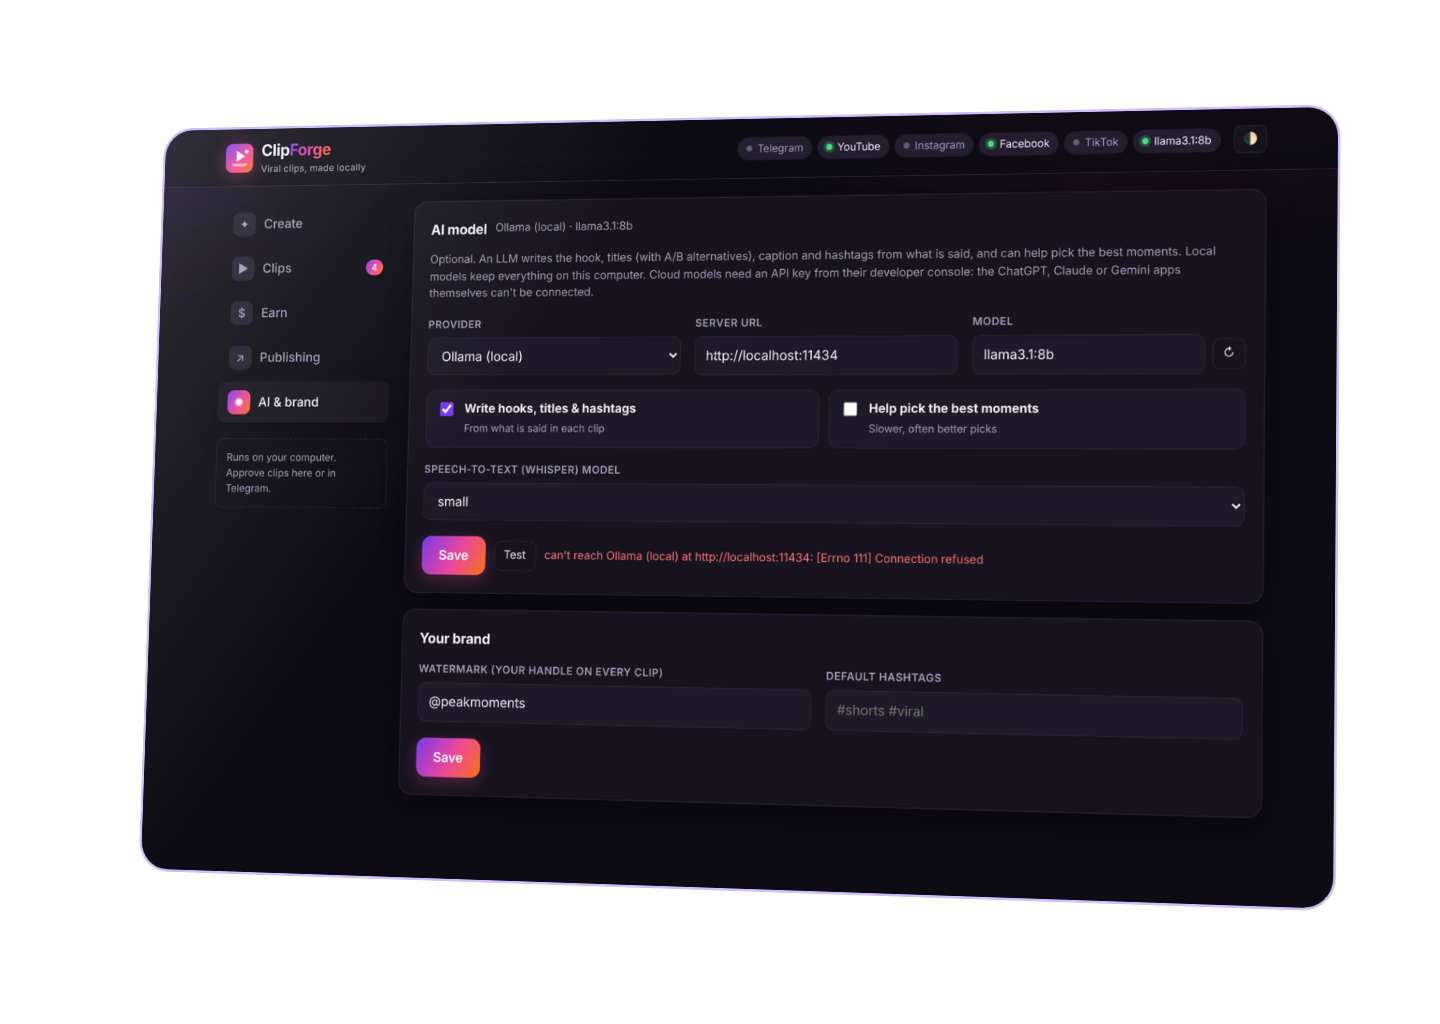 ClipForge
Viral clips, made locally
Telegram
YouTube
Instagram
Facebook
TikTok
llama3.1:8b
Create
Clips
4
Earn
Publishing
AI & brand
Runs on your computer.
Approve clips here or in
Telegram.
AI model Ollama (local) · llama3.1:8b
Optional. An LLM writes the hook, titles (with A/B alternatives), caption and hashtags from what is said, and can help pick the best moments. Local
models keep everything on this computer. Cloud models need an API key from their developer console: the ChatGPT, Claude or Gemini apps
themselves can't be connected.
PROVIDER
SERVER URL
MODEL
Ollama (local)
http://localhost:11434
llama3.1:8b
Write hooks, titles & hashtags
From what is said in each clip
Help pick the best moments
Slower, often better picks
SPEECH-TO-TEXT (WHISPER) MODEL
small
Save
Test
can't reach Ollama (local) at http://localhost:11434: [Errno 111] Connection refused
Your brand
WATERMARK (YOUR HANDLE ON EVERY CLIP)
DEFAULT HASHTAGS
@peakmoments
#shorts #viral
Save